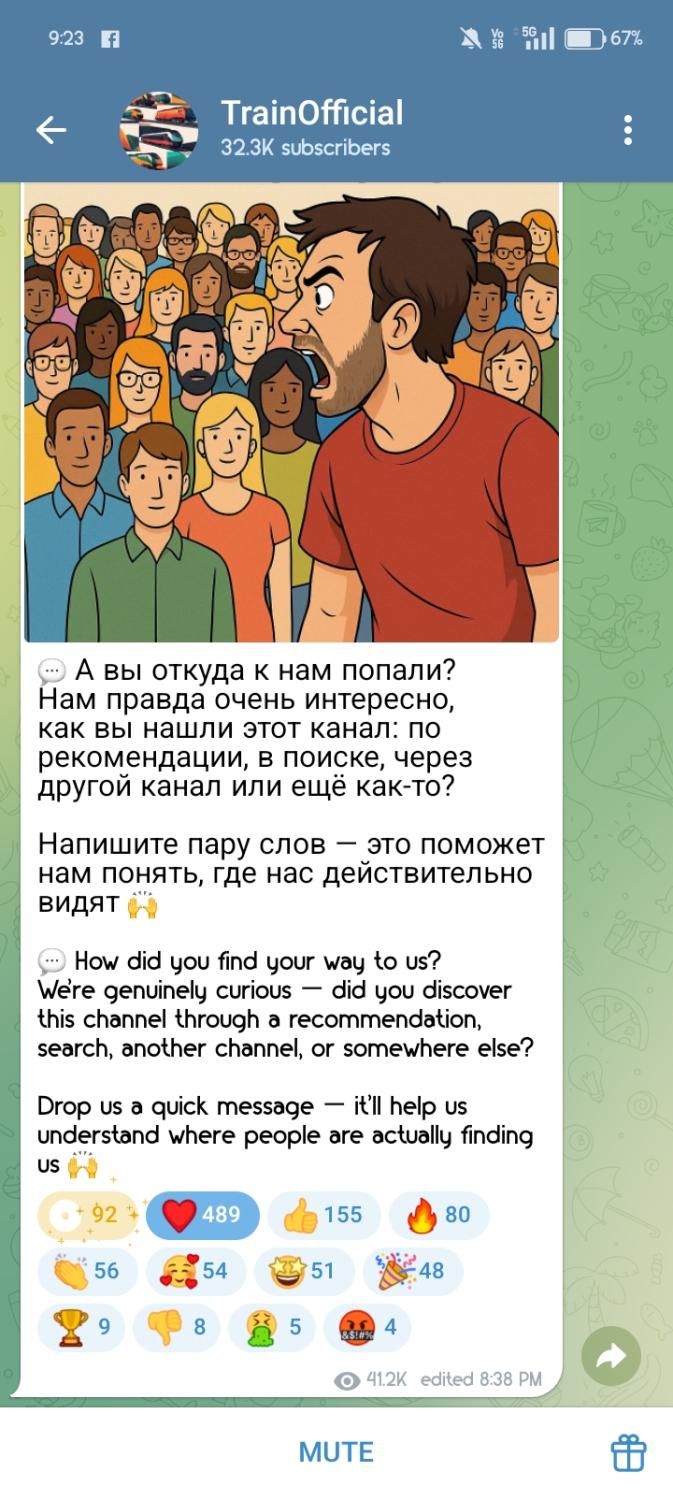 9:23
Vo
5G
5G
67%
TrainOfficial
32.3K subscribers
💬 А вы откуда к нам попали?
Нам правда очень интересно,
как вы нашли этот канал: по
рекомендации, в поиске, через
другой канал или ещё как-то?
Напишите пару слов — это поможет
нам понять, где нас действительно
видят 🙌
💬 How did you find your way to us?
We're genuinely curious — did you discover
this channel through a recommendation,
search, another channel, or somewhere else?
Drop us a quick message — it'll help us
understand where people are actually finding
us 🙌
92 ❤️ 489 👍 155 🔥 80
👏 56 🥰 54 🤩 51 🎉 48
🏆 9 👎 8 🤮 5 🤬 4
41.2K edited 8:38 PM
MUTE